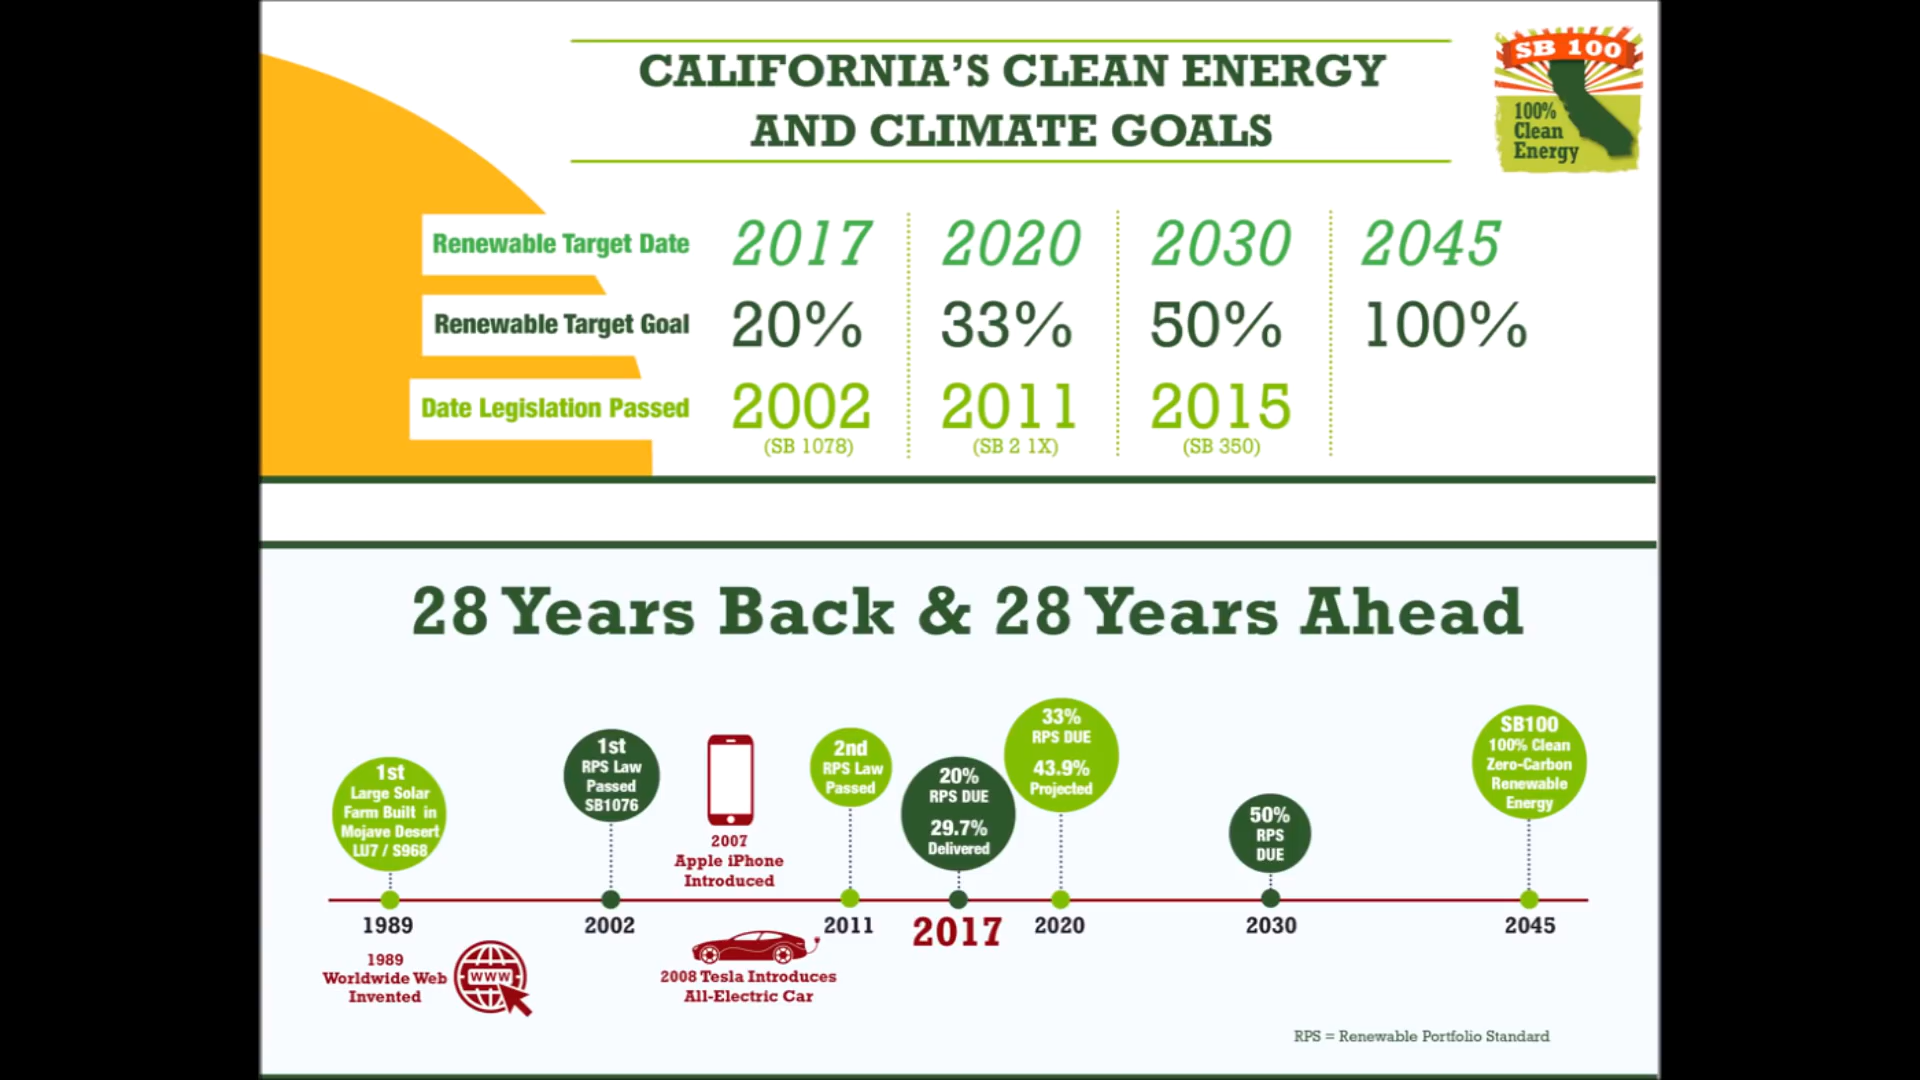 CALIFORNIA'S CLEAN ENERGY
AND CLIMATE GOALS
SB 100
100%
Clean
Energy
Renewable Target Date 2017 2020 2030 2045
Renewable Target Goal 20% 33% 50% 100%
Date Legislation Passed 2002 2011 2015
(SB 1078) (SB 2 1X) (SB 350)
28 Years Back & 28 Years Ahead
1st
Large Solar
Farm Built in
Mojave Desert
LU7 / S968
1989
1989
Worldwide Web
Invented
WWW
1st
RPS Law
Passed
SB1076
2002
2007
Apple iPhone
Introduced
2008 Tesla Introduces
All-Electric Car
2nd
RPS Law
Passed
2011
20%
RPS DUE
29.7%
Delivered
2017
33%
RPS DUE
43.9%
Projected
2020
50%
RPS
DUE
2030
SB100
100% Clean
Zero-Carbon
Renewable
Energy
2045
RPS = Renewable Portfolio Standard